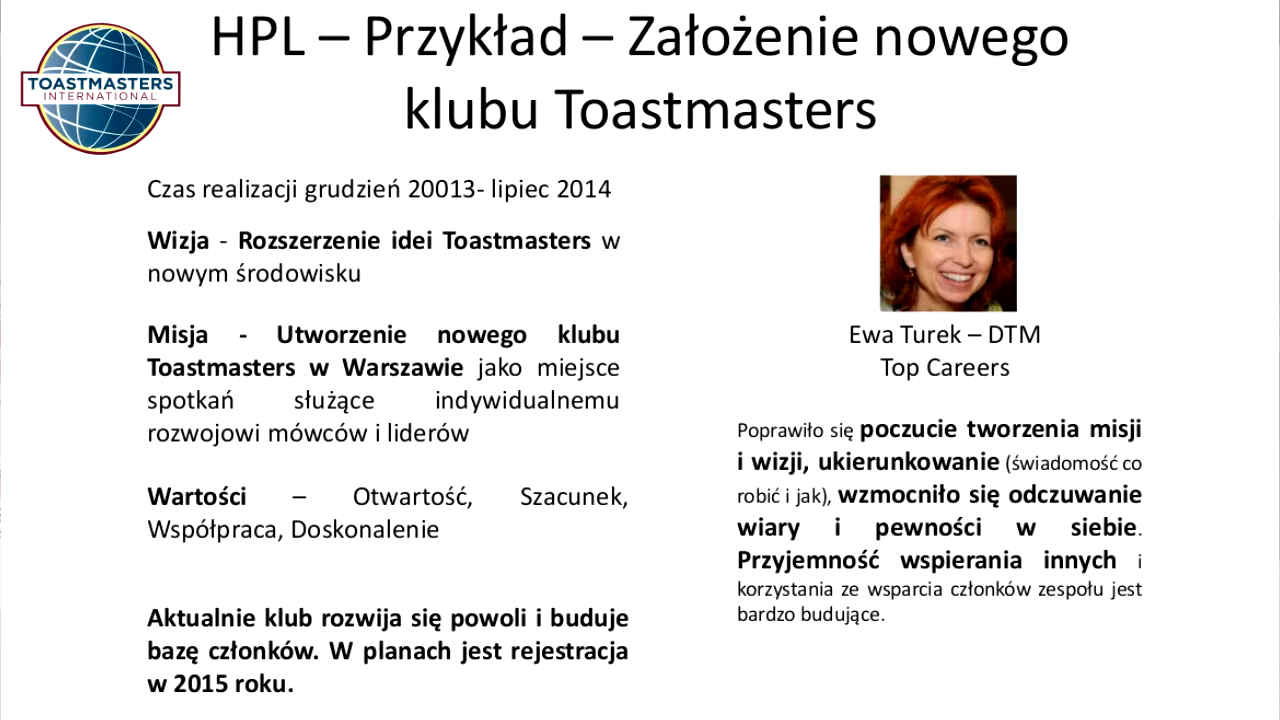 HPL – Przykład – Założenie nowego
klubu Toastmasters
TOASTMASTERS
INTERNATIONAL
Czas realizacji grudzień 20013- lipiec 2014
Wizja - Rozszerzenie idei Toastmasters w
nowym środowisku
Misja - Utworzenie nowego klubu
Toastmasters w Warszawie jako miejsce
spotkań służące indywidualnemu
rozwojowi mówców i liderów
Wartości – Otwartość, Szacunek,
Współpraca, Doskonalenie
Aktualnie klub rozwija się powoli i buduje
bazę członków. W planach jest rejestracja
w 2015 roku.
Ewa Turek – DTM
Top Careers
Poprawiło się poczucie tworzenia misji
i wizji, ukierunkowanie (świadomość co
robić i jak), wzmocniło się odczuwanie
wiary i pewności w siebie.
Przyjemność wspierania innych i
korzystania ze wsparcia członków zespołu jest
bardzo budujące.